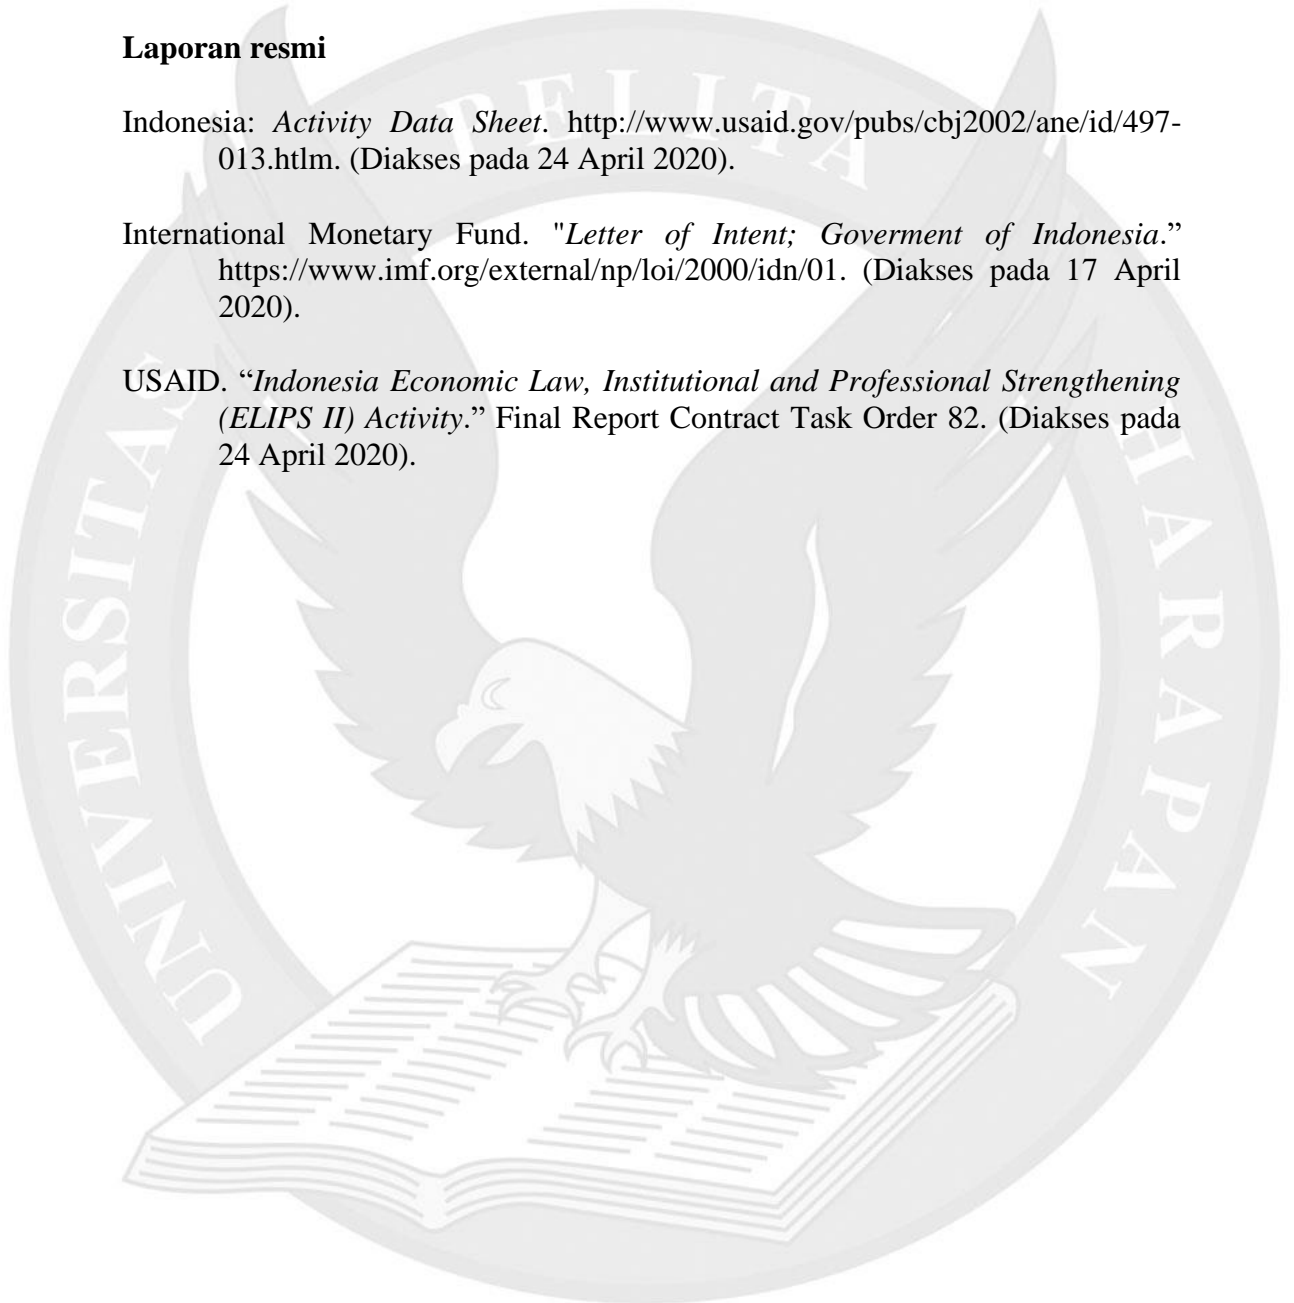 Laporan resmi
Indonesia: Activity Data Sheet. http://www.usaid.gov/pubs/cbj2002/ane/id/497-
013.htlm. (Diakses pada 24 April 2020).
International Monetary Fund. "Letter of Intent; Goverment of Indonesia.”
https://www.imf.org/external/np/loi/2000/idn/01. (Diakses pada 17 April
2020).
USAID. “Indonesia Economic Law, Institutional and Professional Strengthening
(ELIPS II) Activity.” Final Report Contract Task Order 82. (Diakses pada
24 April 2020).
UNIVERSITAS
PELITA
HARAPAN